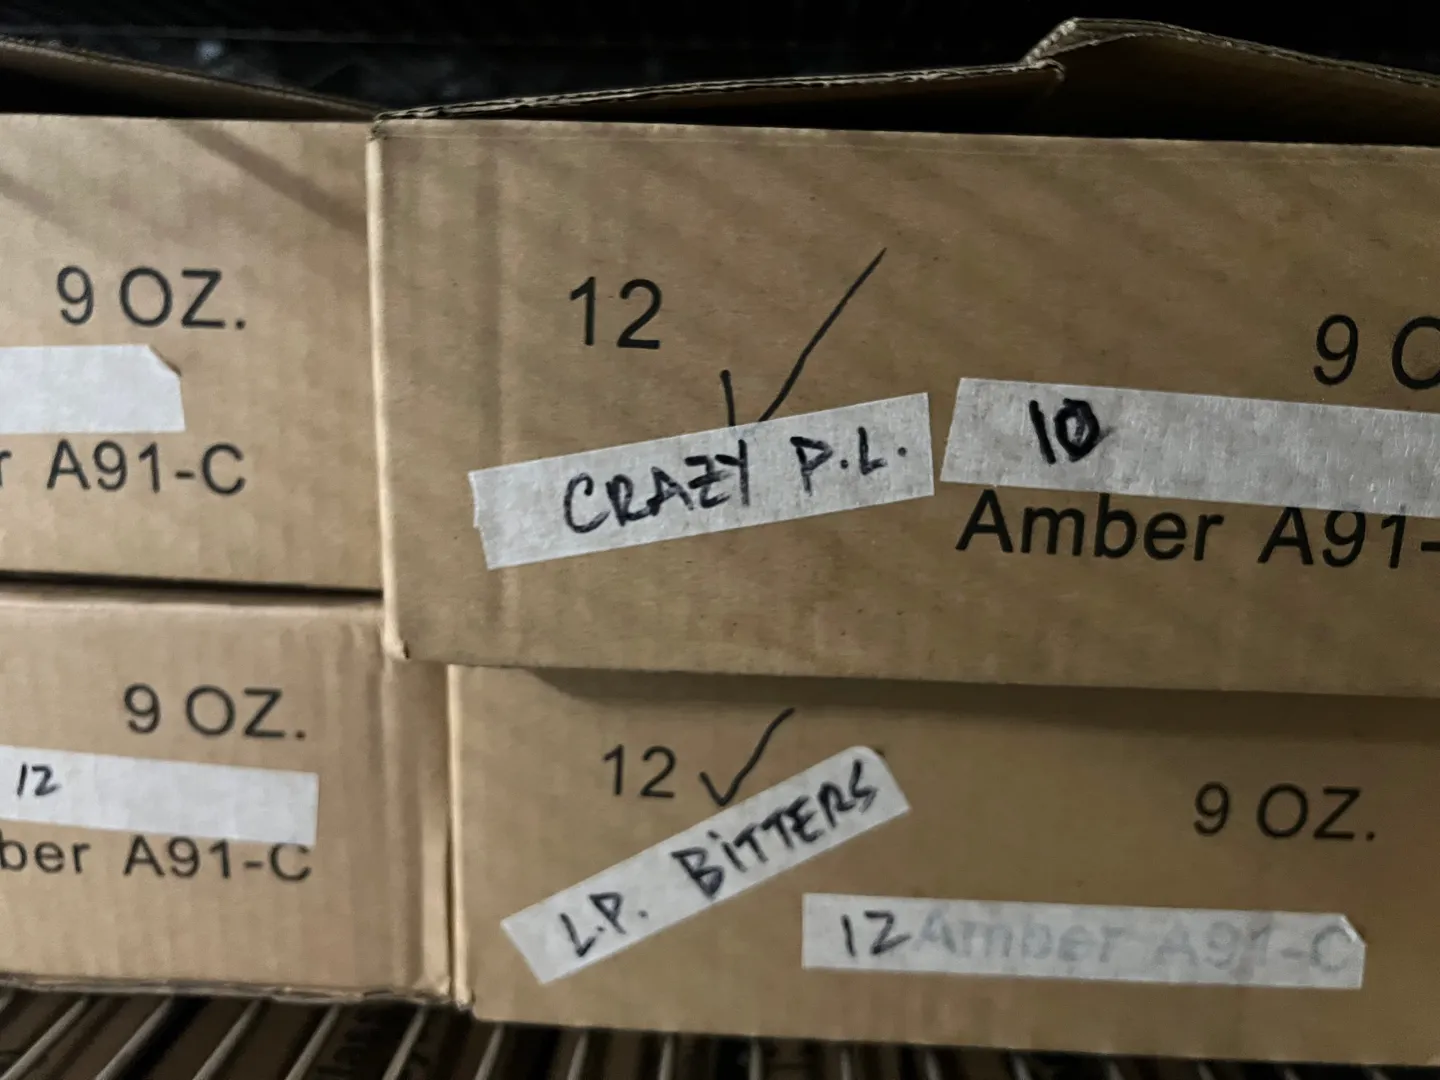 9 OZ.
A91-C
12
9 O
CRAZY P.L.
10
Amber A91-
9 OZ.
12
ber A91-C
12
9 OZ.
L.P. BITTERS
12
Amber A91-C